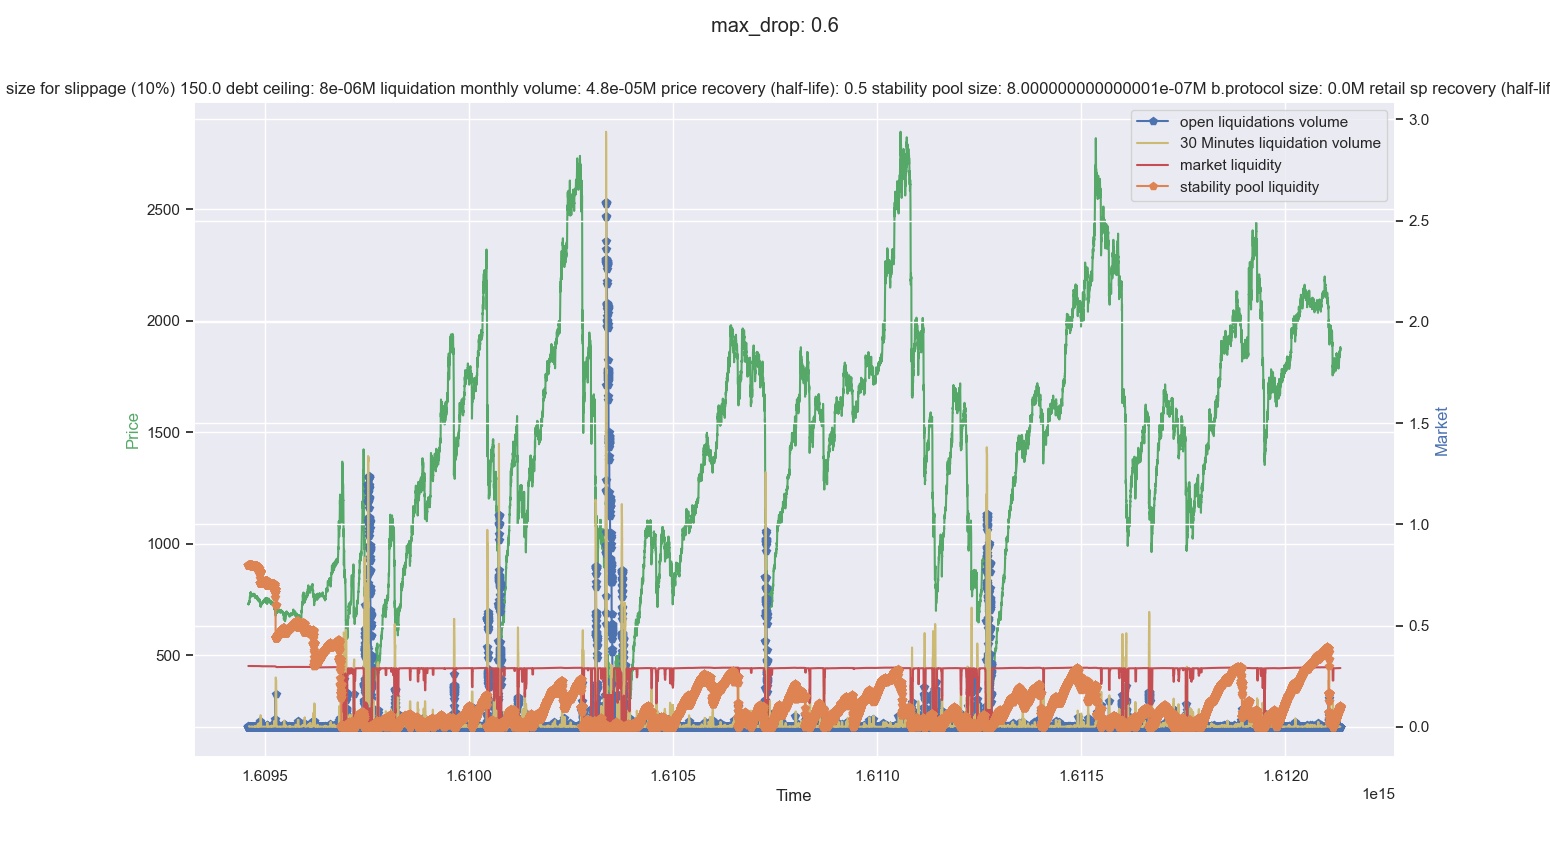 max_drop: 0.6
size for slippage (10%) 150.0 debt ceiling: 8e-06M liquidation monthly volume: 4.8e-05M price recovery (half-life): 0.5 stability pool size: 8.000000000000001e-07M b.protocol size: 0.0M retail sp recovery (half-lif
open liquidations volume
30 Minutes liquidation volume
market liquidity
stability pool liquidity
Price
2500
2000
1500
1000
500
3.0
2.5
2.0
1.5
1.0
0.5
0.0
Market
1.6095 1.6100 1.6105 1.6110 1.6115 1.6120
Time
1e15